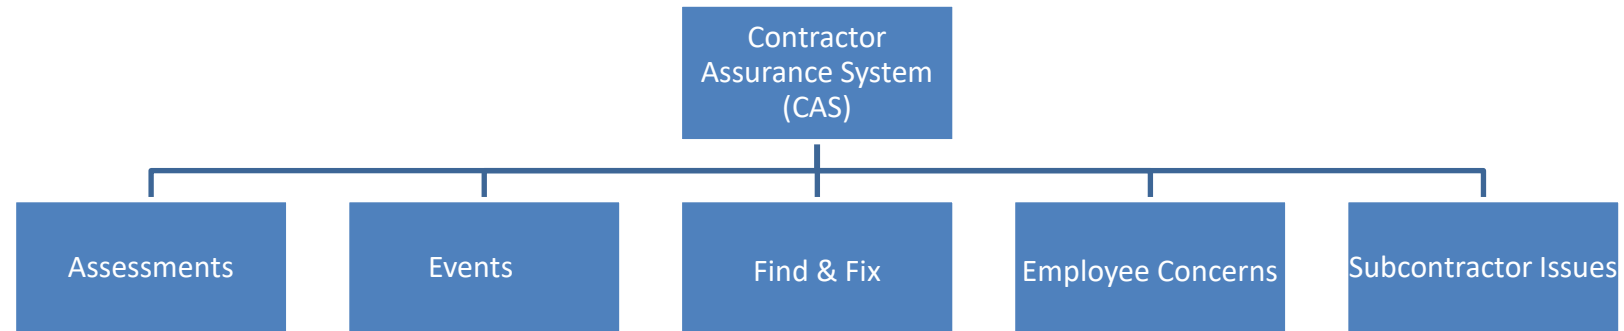 Contractor
Assurance System
(CAS)
Assessments
Events
Find & Fix
Employee Concerns
Subcontractor Issues